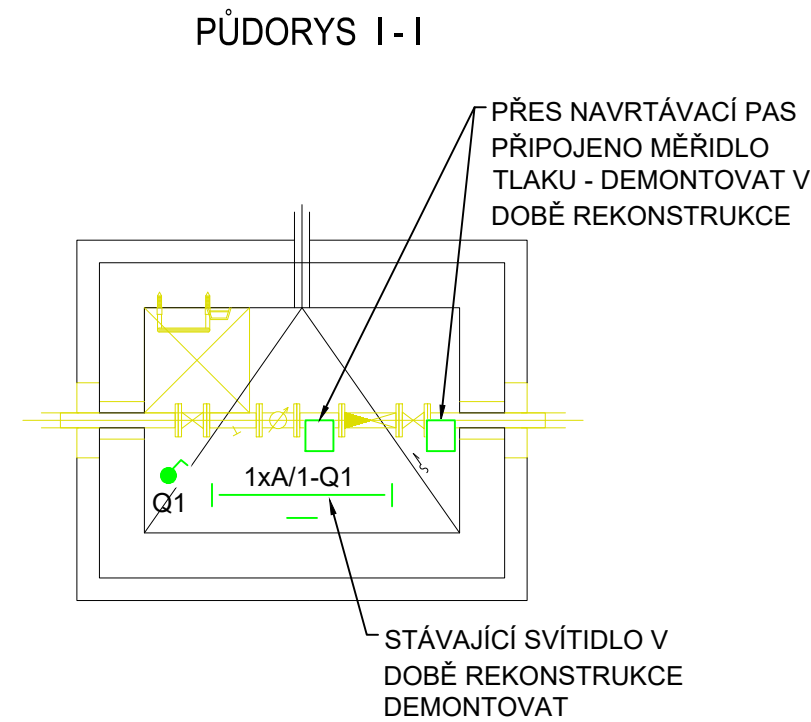 PŮDORYS I - I
PŘES NAVRTÁVACÍ PAS
PŘIPOJENO MĚŘIDLO
TLAKU - DEMONTOVAT V
DOBĚ REKONSTRUKCE
1xA/1-Q1
Q1
STÁVAJÍCÍ SVÍTIDLO V
DOBĚ REKONSTRUKCE
DEMONTOVAT